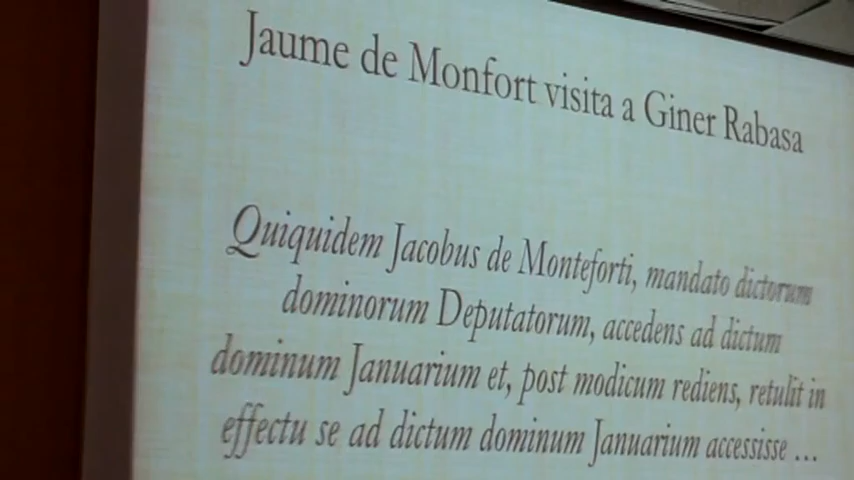 Jaume de Monfort visita a Giner Rabasa
Quiquidem Jacobus de Monteforti, mandato dictorum
dominorum Deputatorum, accedens ad dictum
dominum Januarium et, post modicum rediens, retulit in
effectu se ad dictum dominum Januarium accessisse ...